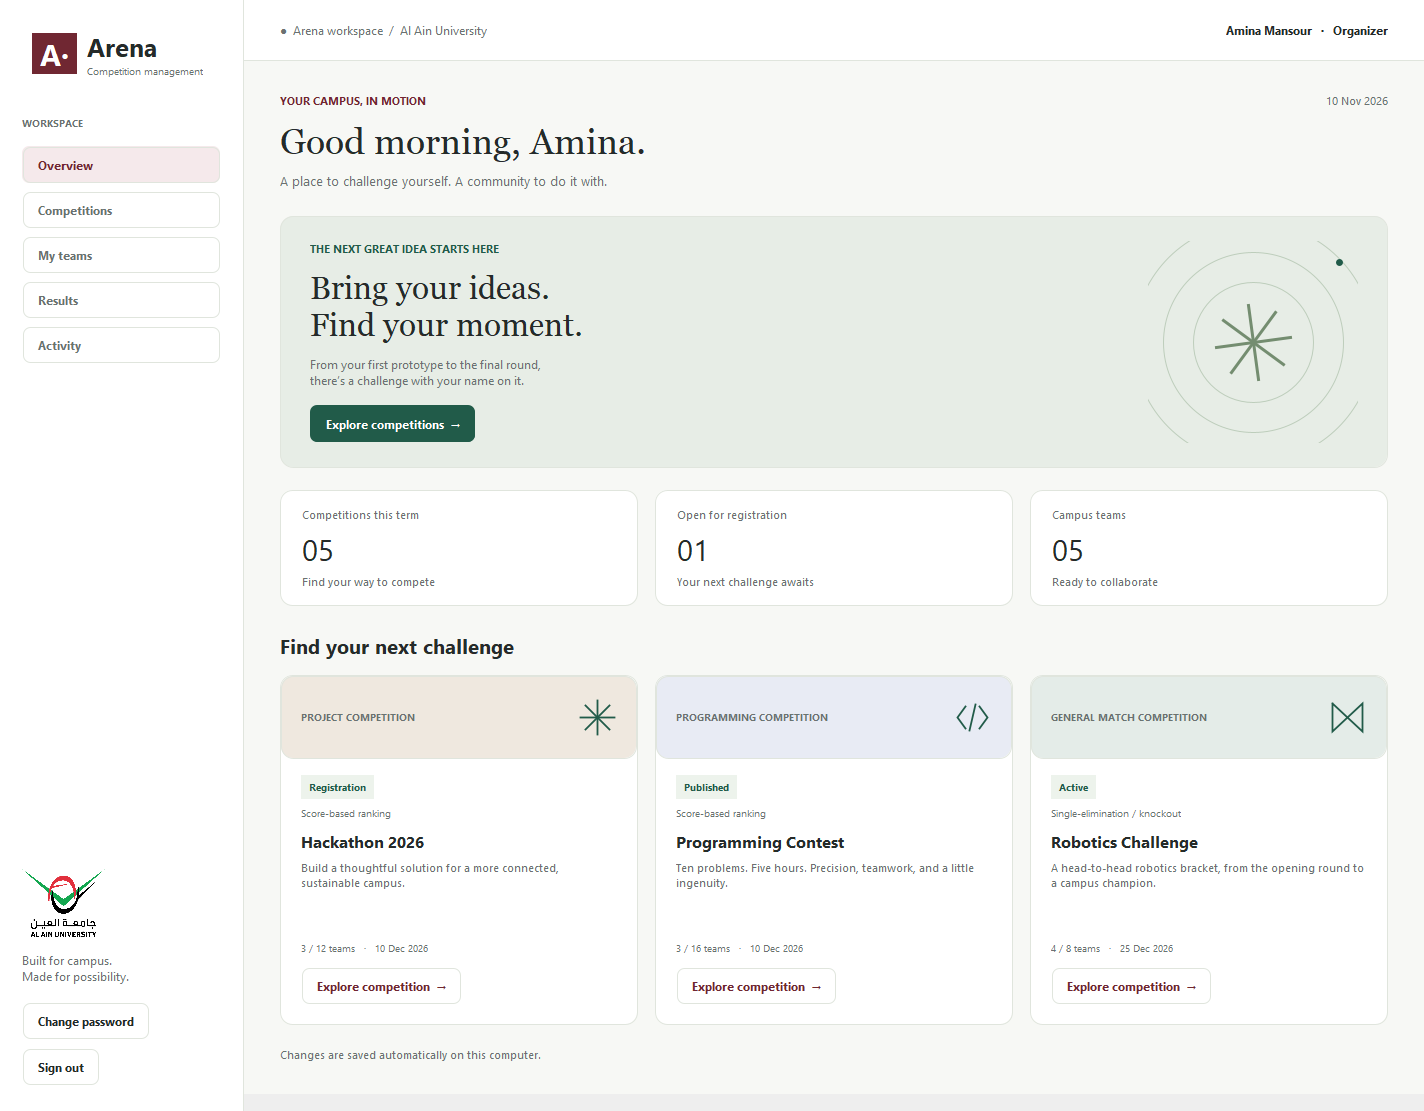 A·
Arena
Competition management
WORKSPACE
Overview
Competitions
My teams
Results
Activity
جامعة العين
AL AIN UNIVERSITY
Built for campus.
Made for possibility.
Change password
Sign out
Arena workspace / Al Ain University
Amina Mansour · Organizer
YOUR CAMPUS, IN MOTION
10 Nov 2026
Good morning, Amina.
A place to challenge yourself. A community to do it with.
THE NEXT GREAT IDEA STARTS HERE
Bring your ideas.
Find your moment.
From your first prototype to the final round,
there's a challenge with your name on it.
Explore competitions →
Competitions this term
05
Find your way to compete
Open for registration
01
Your next challenge awaits
Campus teams
05
Ready to collaborate
Find your next challenge
PROJECT COMPETITION
Registration
Score-based ranking
Hackathon 2026
Build a thoughtful solution for a more connected,
sustainable campus.
3 / 12 teams · 10 Dec 2026
Explore competition →
PROGRAMMING COMPETITION
Published
Score-based ranking
Programming Contest
Ten problems. Five hours. Precision, teamwork, and a little
ingenuity.
3 / 16 teams · 10 Dec 2026
Explore competition →
GENERAL MATCH COMPETITION
Active
Single-elimination / knockout
Robotics Challenge
A head-to-head robotics bracket, from the opening round to
a campus champion.
4 / 8 teams · 25 Dec 2026
Explore competition →
Changes are saved automatically on this computer.